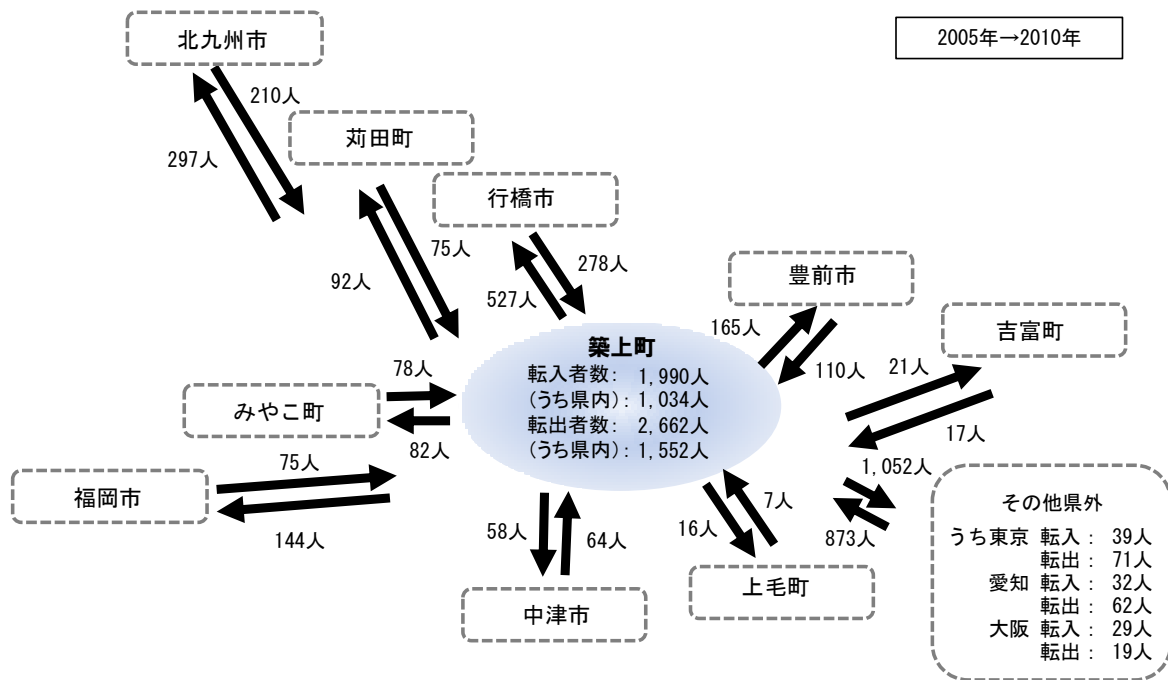 2005年→2010年
北九州市
210人
297人
苅田町
75人
92人
行橋市
278人
527人
豊前市
165人
110人
吉富町
21人
17人
築上町
転入者数： 1,990人
(うち県内)：1,034人
転出者数： 2,662人
(うち県内)：1,552人
みやこ町
78人
82人
福岡市
75人
144人
中津市
58人
64人
上毛町
16人
7人
1,052人
873人
その他県外
うち東京 転入： 39人
転出： 71人
愛知 転入： 32人
転出： 62人
大阪 転入： 29人
転出： 19人